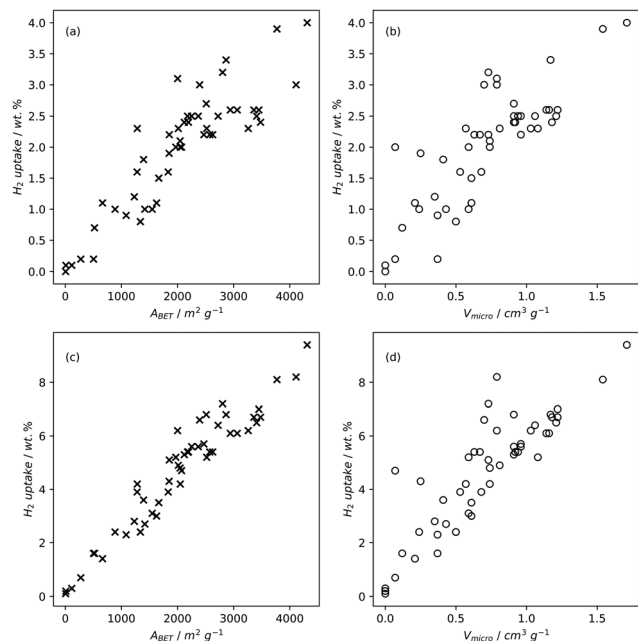 (a)
H2 uptake / wt. %
4.0
3.5
3.0
2.5
2.0
1.5
1.0
0.5
0.0
0 1000 2000 3000 4000
A_BET / m² g⁻¹
(b)
H2 uptake / wt. %
4.0
3.5
3.0
2.5
2.0
1.5
1.0
0.5
0.0
0.0 0.5 1.0 1.5
V_micro / cm³ g⁻¹
(c)
H2 uptake / wt. %
8
6
4
2
0
0 1000 2000 3000 4000
A_BET / m² g⁻¹
(d)
H2 uptake / wt. %
8
6
4
2
0
0.0 0.5 1.0 1.5
V_micro / cm³ g⁻¹